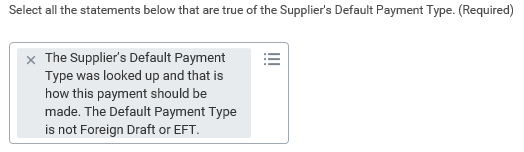 Select all the statements below that are true of the Supplier's Default Payment Type. (Required)
× The Supplier's Default Payment
Type was looked up and that is
how this payment should be
made. The Default Payment Type
is not Foreign Draft or EFT.